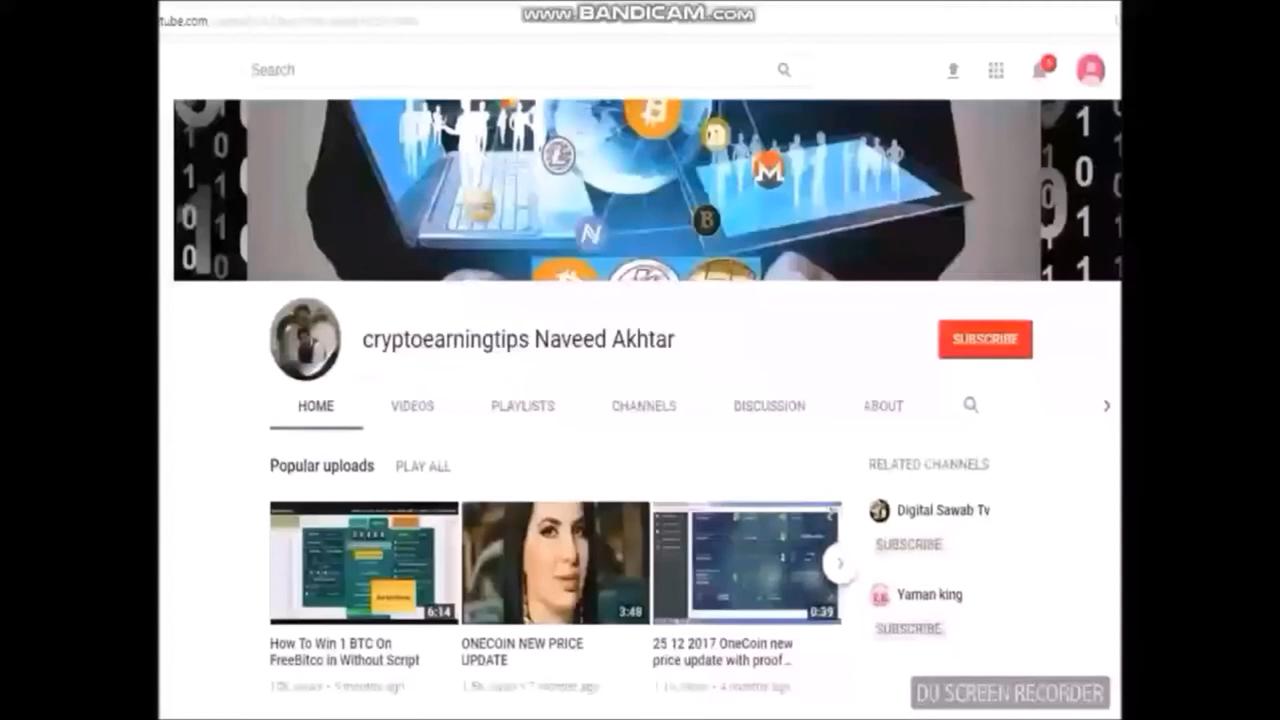 www.BANDICAM.com
tube.com
Search
cryptoearningtips Naveed Akhtar
SUBSCRIBE
HOME VIDEOS PLAYLISTS CHANNELS DISCUSSION ABOUT
Popular uploads PLAY ALL
RELATED CHANNELS
Digital Sawab Tv
SUBSCRIBE
Yaman king
SUBSCRIBE
6:14
3:48
0:39
How To Win 1 BTC On
FreeBitco in Without Script
ONECOIN NEW PRICE
UPDATE
25 12 2017 OneCoin new
price update with proof...
DU SCREEN RECORDER